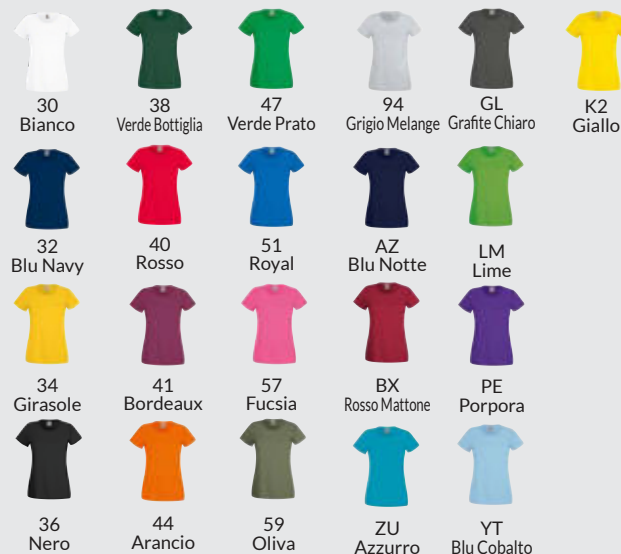 30
Bianco
38
Verde Bottiglia
47
Verde Prato
94
Grigio Melange
GL
Grafite Chiaro
K2
Giallo
32
Blu Navy
40
Rosso
51
Royal
AZ
Blu Notte
LM
Lime
34
Girasole
41
Bordeaux
57
Fucsia
BX
Rosso Mattone
PE
Porpora
36
Nero
44
Arancio
59
Oliva
ZU
Azzurro
YT
Blu Cobalto